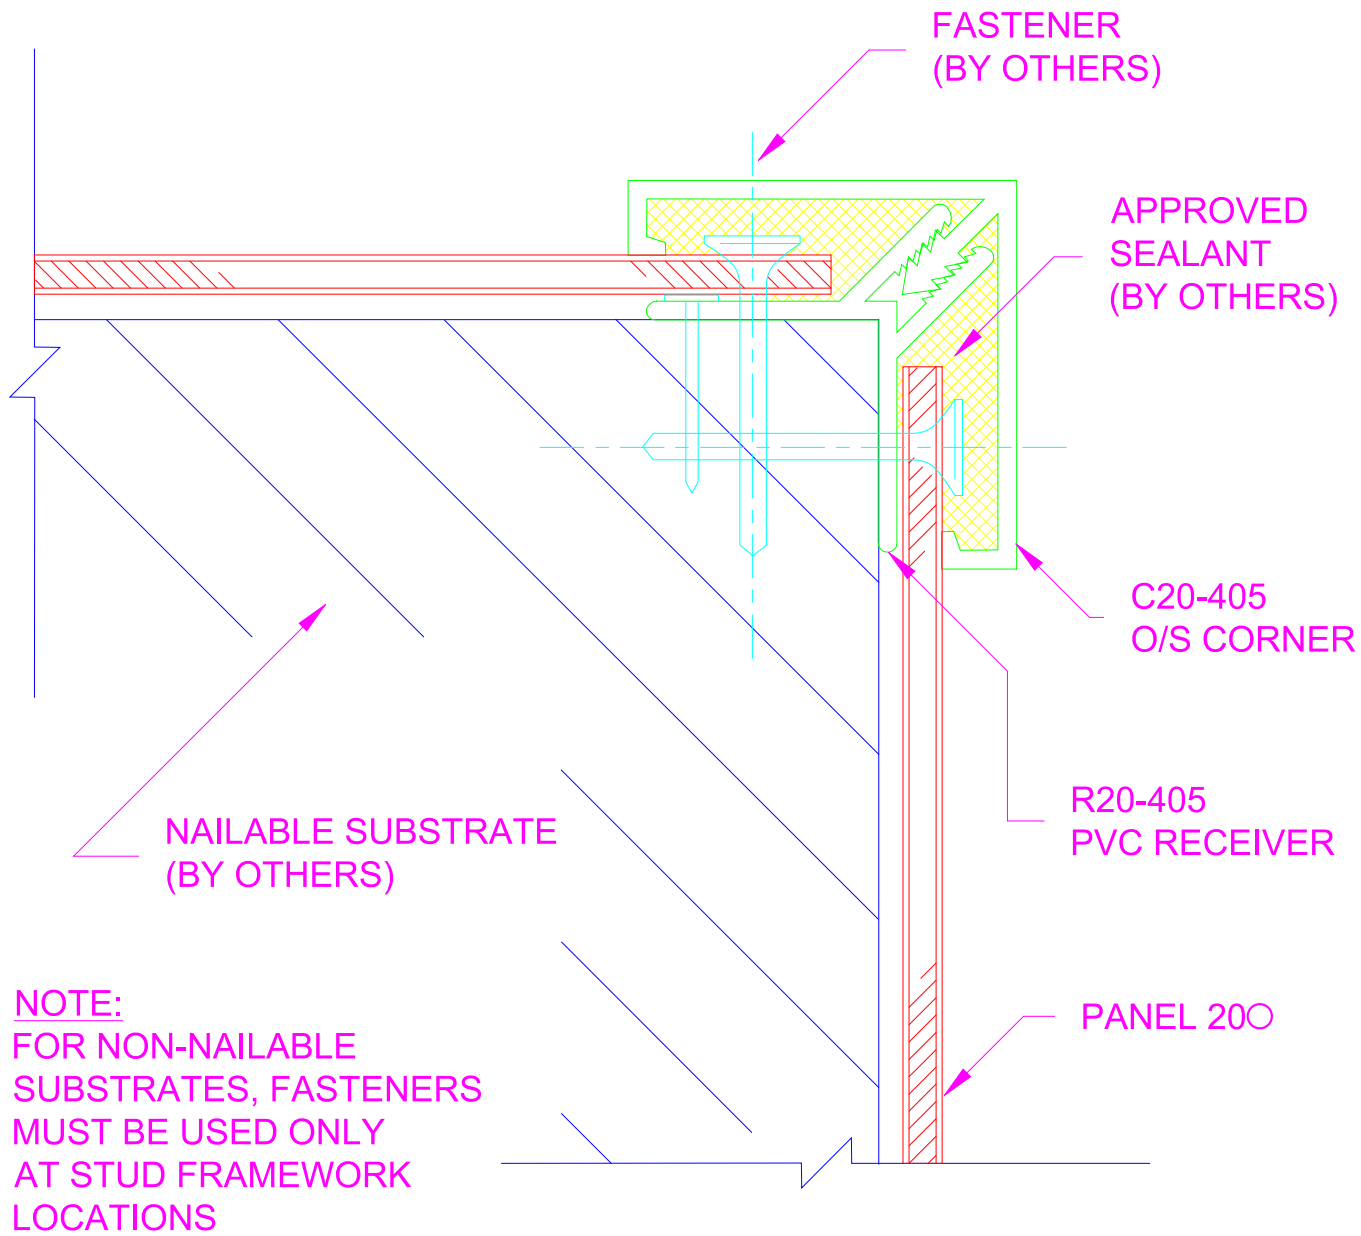 FASTENER
(BY OTHERS)
APPROVED
SEALANT
(BY OTHERS)
C20-405
O/S CORNER
R20-405
PVC RECEIVER
NAILABLE SUBSTRATE
(BY OTHERS)
PANEL 20O
NOTE:
FOR NON-NAILABLE
SUBSTRATES, FASTENERS
MUST BE USED ONLY
AT STUD FRAMEWORK
LOCATIONS